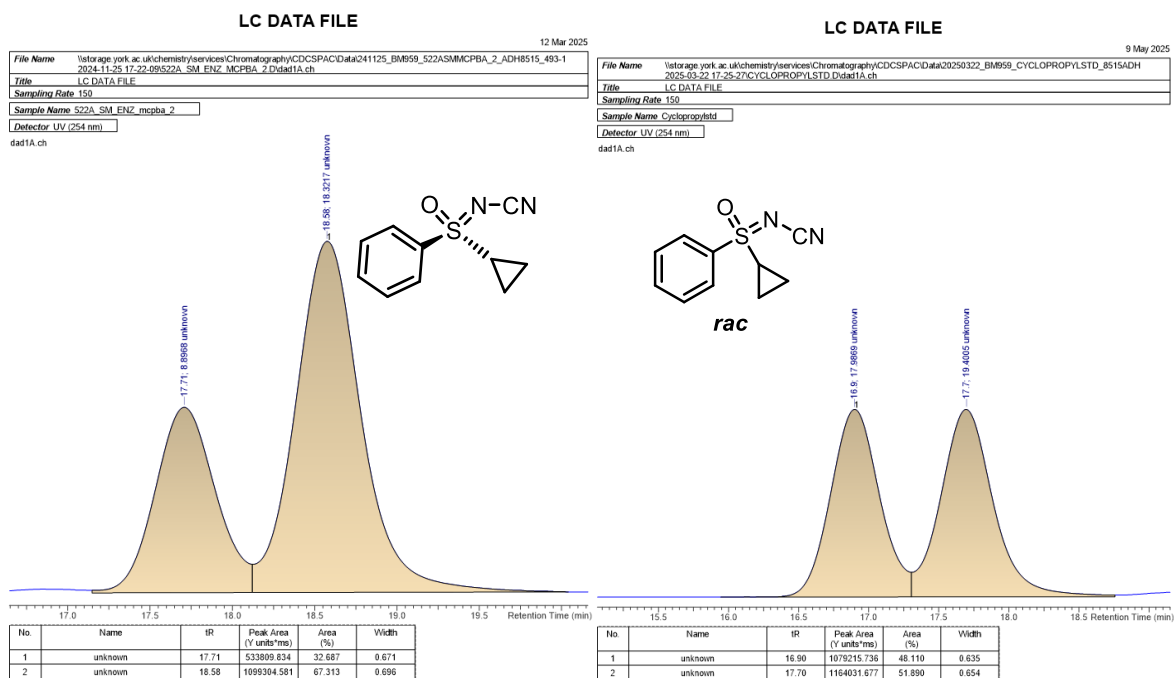 LC DATA FILE
12 Mar 2025
File Name \\storage.york.ac.uk\chemistry\services\Chromatography\CDCSPAC\Data\241125_BM959_522ASMMCPBA_2_ADH8515_493-1
2024-11-25 17-22-09\522A_SM_ENZ_MCPBA_2.D\dad1A.ch
Title LC DATA FILE
Sampling Rate 150
Sample Name 522A_SM_ENZ_mcpba_2
Detector UV (254 nm)
dad1A.ch
17.71; 8.8968 unknown
18.58; 18.3217 unknown
O
S
N-CN
17.0 17.5 18.0 18.5 19.0 19.5 Retention Time (min)
No. Name tR Peak Area Area Width
(Y units*ms) (%)
1 unknown 17.71 533809.834 32.687 0.671
2 unknown 18.58 1099304.581 67.313 0.696
LC DATA FILE
9 May 2025
File Name \\storage.york.ac.uk\chemistry\services\Chromatography\CDCSPAC\Data\20250322_BM959_CYCLOPROPYLSTD_8515ADH
2025-03-22 17-25-27\CYCLOPROPYLSTD.D\dad1A.ch
Title LC DATA FILE
Sampling Rate 150
Sample Name Cyclopropylstd
Detector UV (254 nm)
dad1A.ch
O
N
S
CN
rac
16.9; 17.9869 unknown
17.7; 19.4005 unknown
15.5 16.0 16.5 17.0 17.5 18.0 18.5 Retention Time (min)
No. Name tR Peak Area Area Width
(Y units*ms) (%)
1 unknown 16.90 1079215.736 48.110 0.635
2 unknown 17.70 1164031.677 51.890 0.654